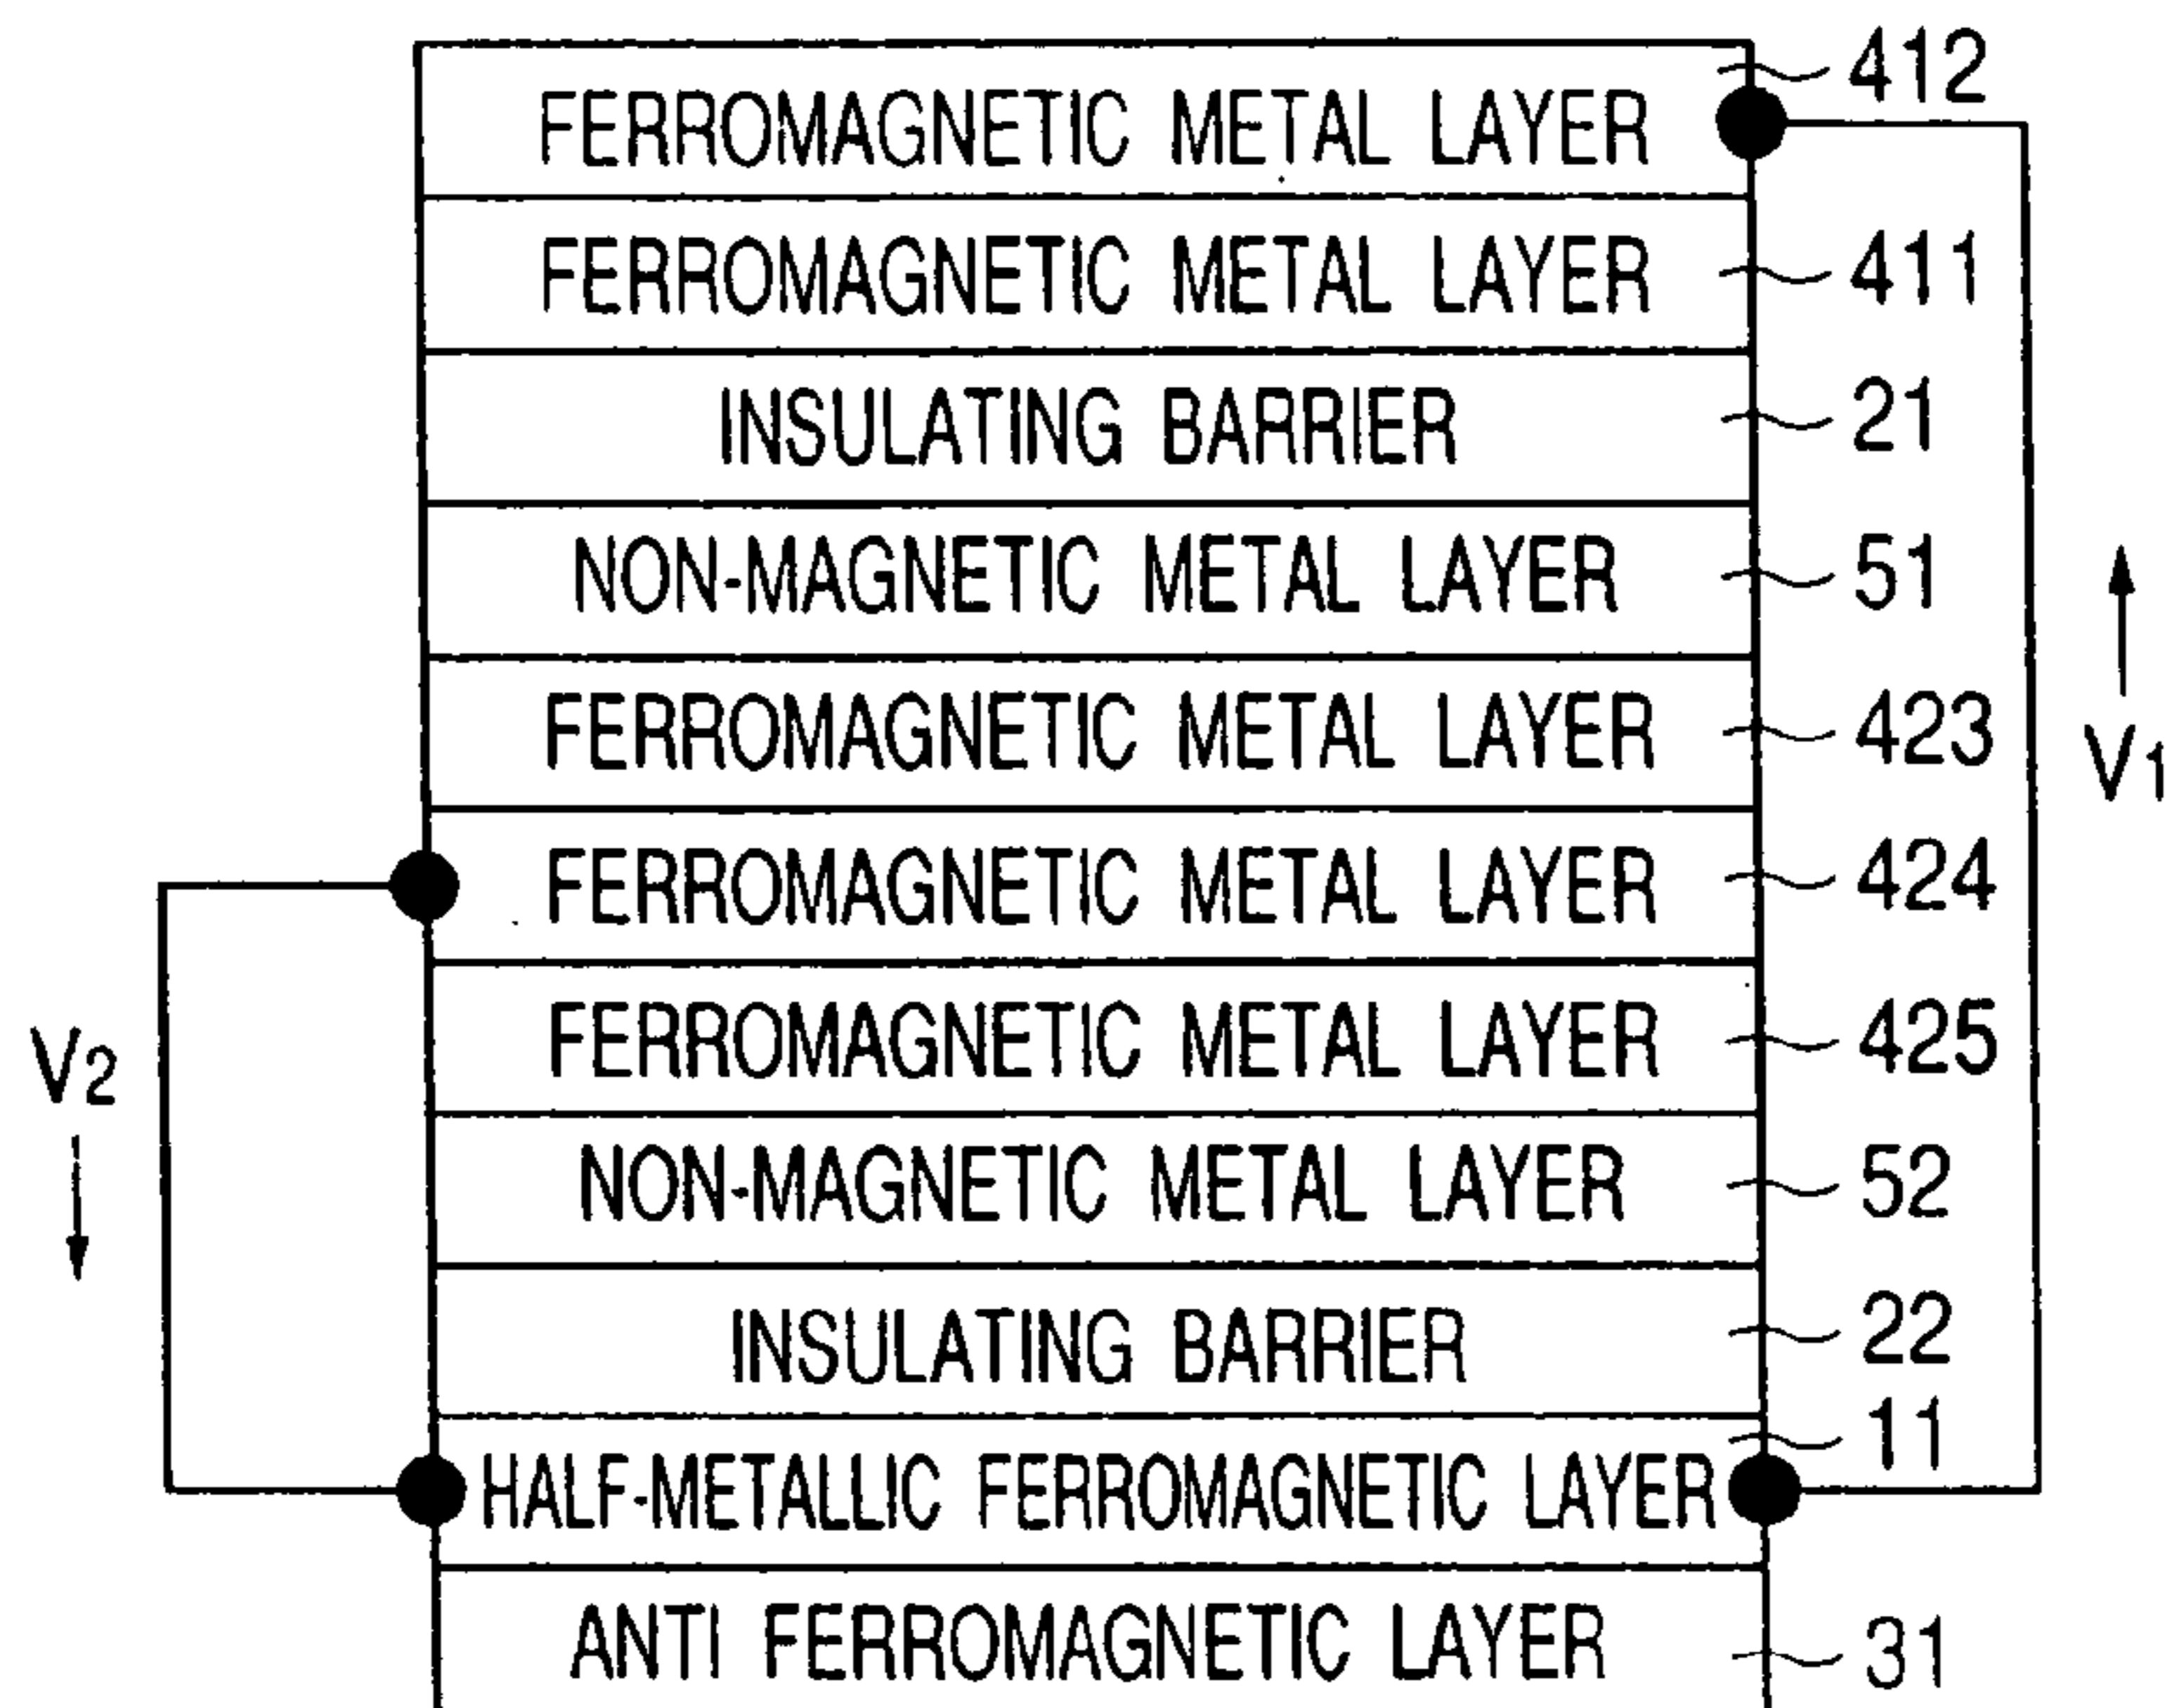 412
FERROMAGNETIC METAL LAYER
FERROMAGNETIC METAL LAYER 411
INSULATING BARRIER 21
NON-MAGNETIC METAL LAYER 51
FERROMAGNETIC METAL LAYER 423
V1
FERROMAGNETIC METAL LAYER 424
FERROMAGNETIC METAL LAYER 425
V2
NON-MAGNETIC METAL LAYER 52
INSULATING BARRIER 22
11
HALF-METALLIC FERROMAGNETIC LAYER
ANTI FERROMAGNETIC LAYER 31